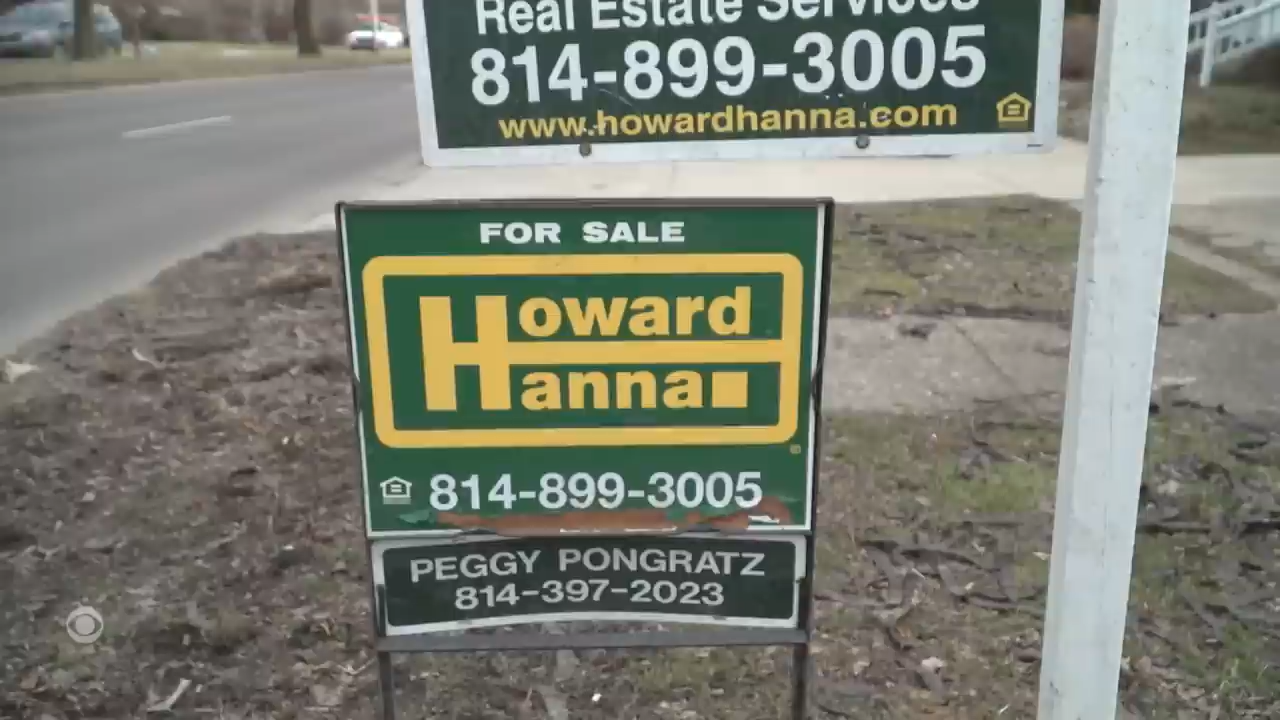 Real Estate Services
814-899-3005
www.howardhanna.com
FOR SALE
Howard
Hanna
814-899-3005
PEGGY PONGRATZ
814-397-2023